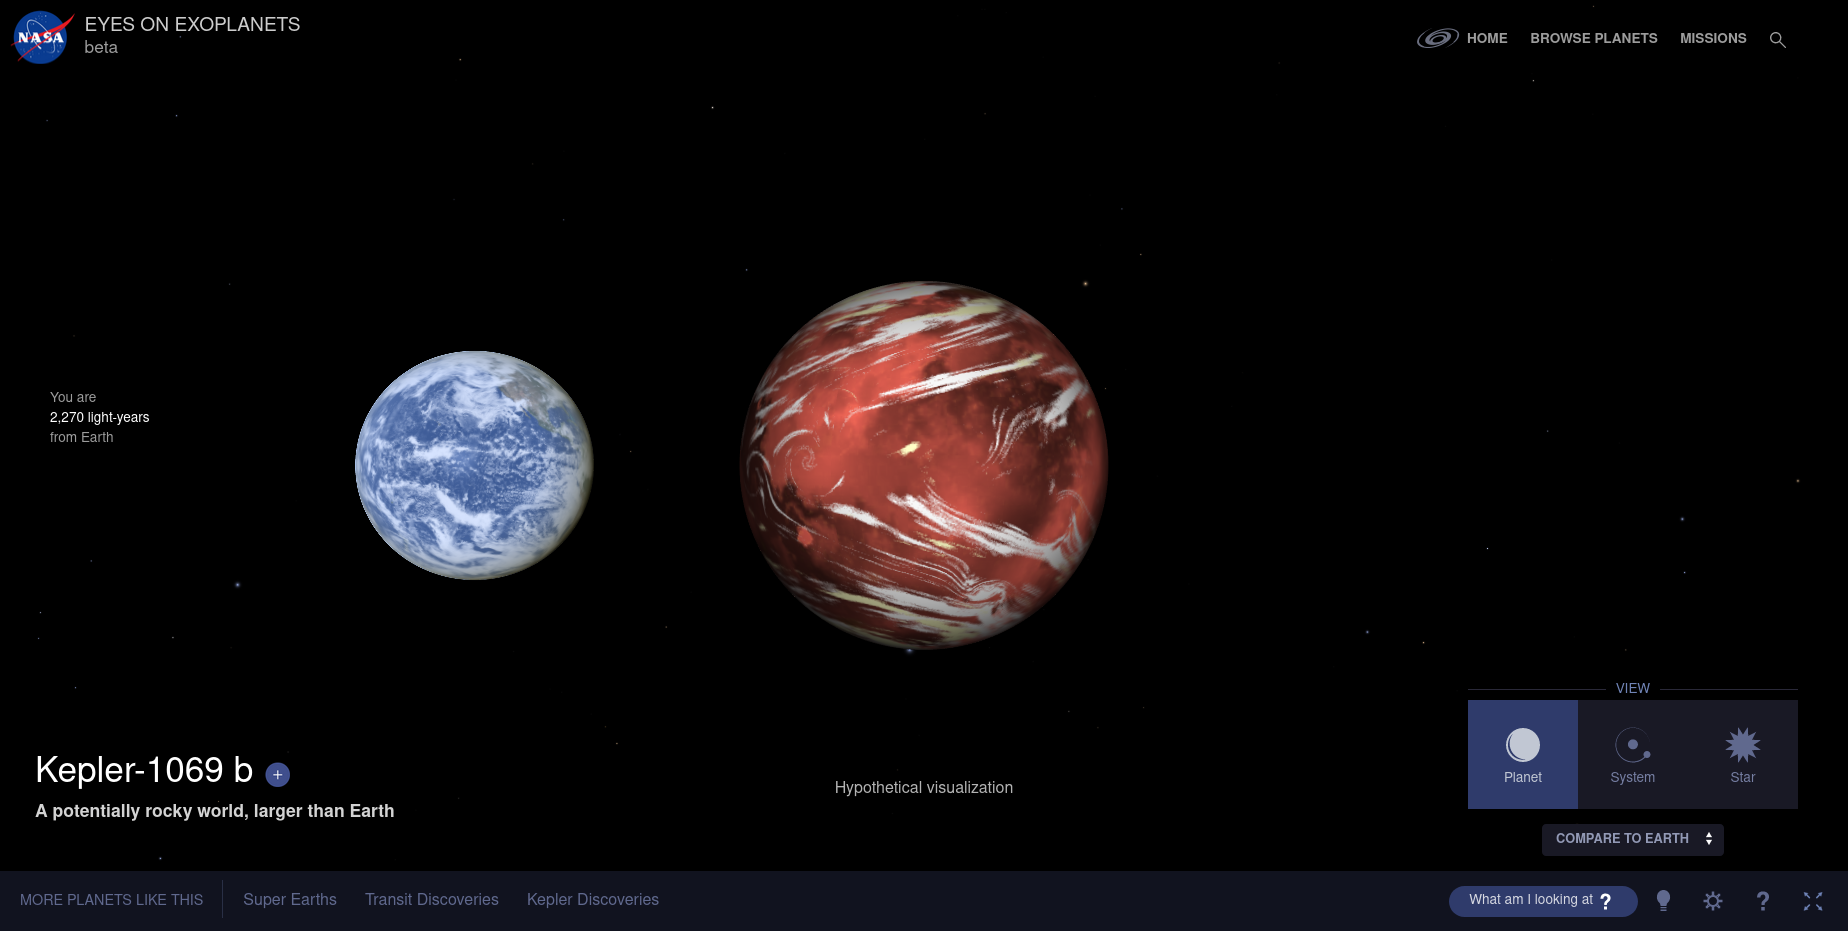 NASA
EYES ON EXOPLANETS
beta
HOME
BROWSE PLANETS
MISSIONS
You are
2,270 light-years
from Earth
Kepler-1069 b +
A potentially rocky world, larger than Earth
Hypothetical visualization
VIEW
Planet
System
Star
COMPARE TO EARTH
MORE PLANETS LIKE THIS
Super Earths
Transit Discoveries
Kepler Discoveries
What am I looking at ?
?